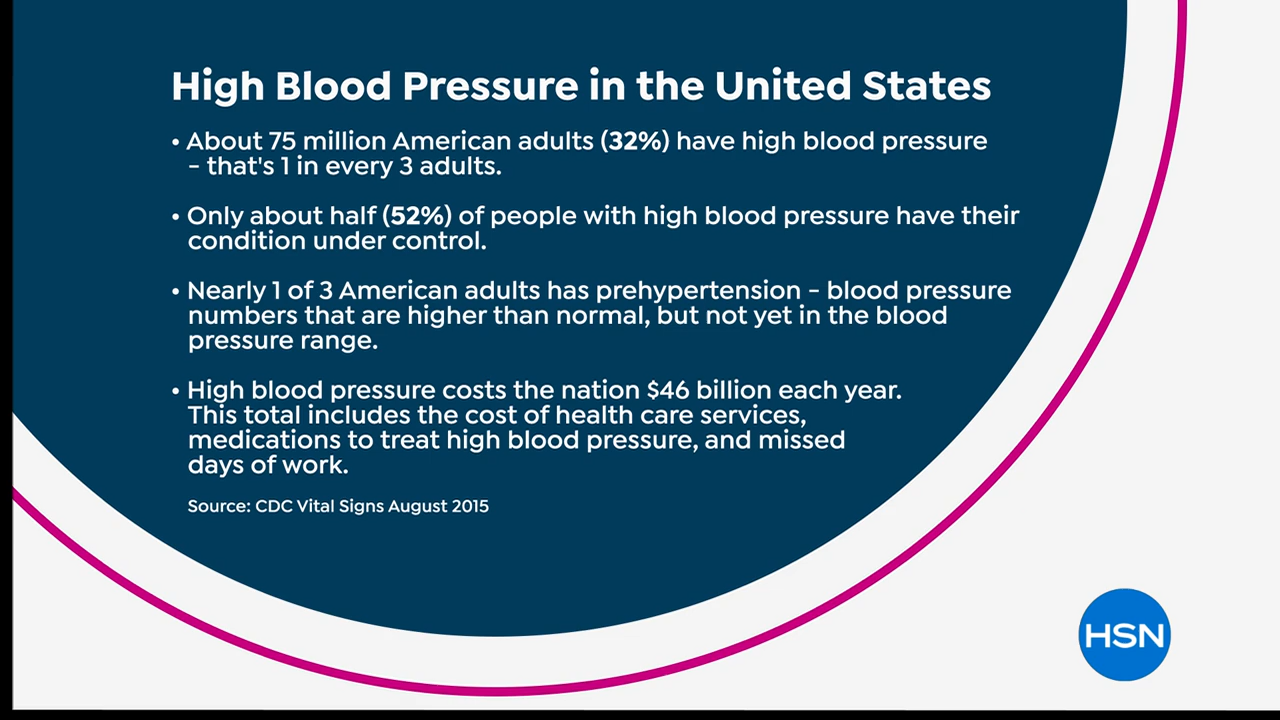 High Blood Pressure in the United States
• About 75 million American adults (32%) have high blood pressure
– that's 1 in every 3 adults.
• Only about half (52%) of people with high blood pressure have their
condition under control.
• Nearly 1 of 3 American adults has prehypertension – blood pressure
numbers that are higher than normal, but not yet in the blood
pressure range.
• High blood pressure costs the nation $46 billion each year.
This total includes the cost of health care services,
medications to treat high blood pressure, and missed
days of work.
Source: CDC Vital Signs August 2015
HSN